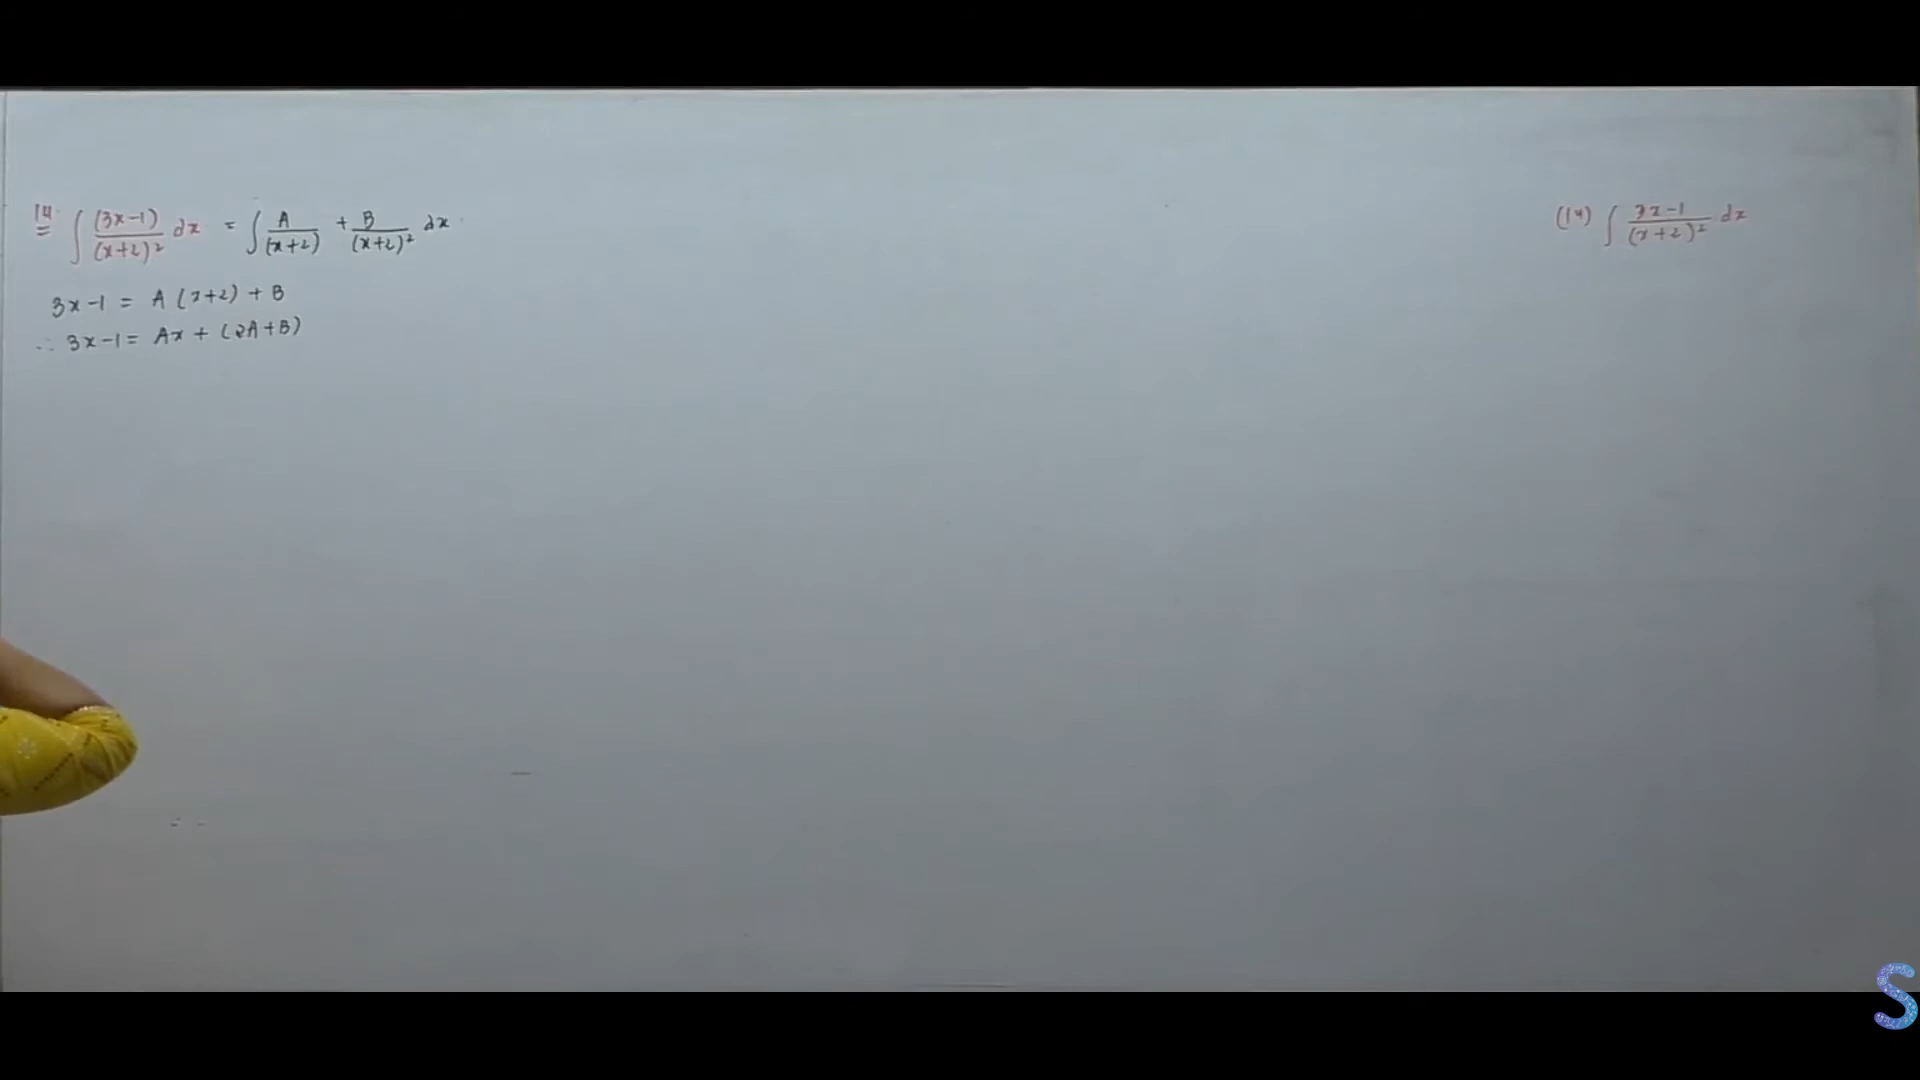 14. ∫ (3x-1)/(x+2)² dx = ∫ A/(x+2) + B/(x+2)² dx
3x-1 = A(x+2) + B
∴ 3x-1 = Ax + (2A+B)
(14) ∫ 3x-1/(x+2)² dx
S